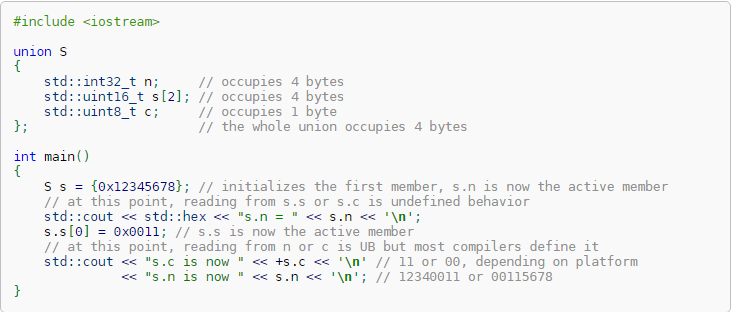 #include <iostream>
union S
{
    std::int32_t n;     // occupies 4 bytes
    std::uint16_t s[2]; // occupies 4 bytes
    std::uint8_t c;     // occupies 1 byte
};                      // the whole union occupies 4 bytes
int main()
{
    S s = {0x12345678}; // initializes the first member, s.n is now the active member
    // at this point, reading from s.s or s.c is undefined behavior
    std::cout << std::hex << "s.n = " << s.n << '\n';
    s.s[0] = 0x0011; // s.s is now the active member
    // at this point, reading from n or c is UB but most compilers define it
    std::cout << "s.c is now " << +s.c << '\n' // 11 or 00, depending on platform
              << "s.n is now " << s.n << '\n'; // 12340011 or 00115678
}